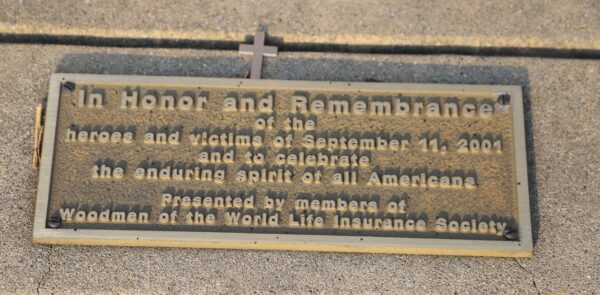 In Honor and Remembrance
of the
heroes and victims of September 11, 2001
and to celebrate
the enduring spirit of all Americans
Presented by members of
Woodmen of the World Life Insurance Society